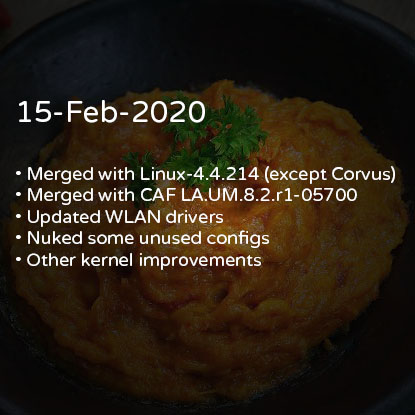 15-Feb-2020
• Merged with Linux-4.4.214 (except Corvus)
• Merged with CAF LA.UM.8.2.r1-05700
• Updated WLAN drivers
• Nuked some unused configs
• Other kernel improvements